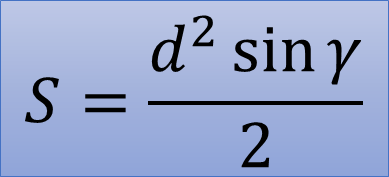 S = d² sin γ / 2